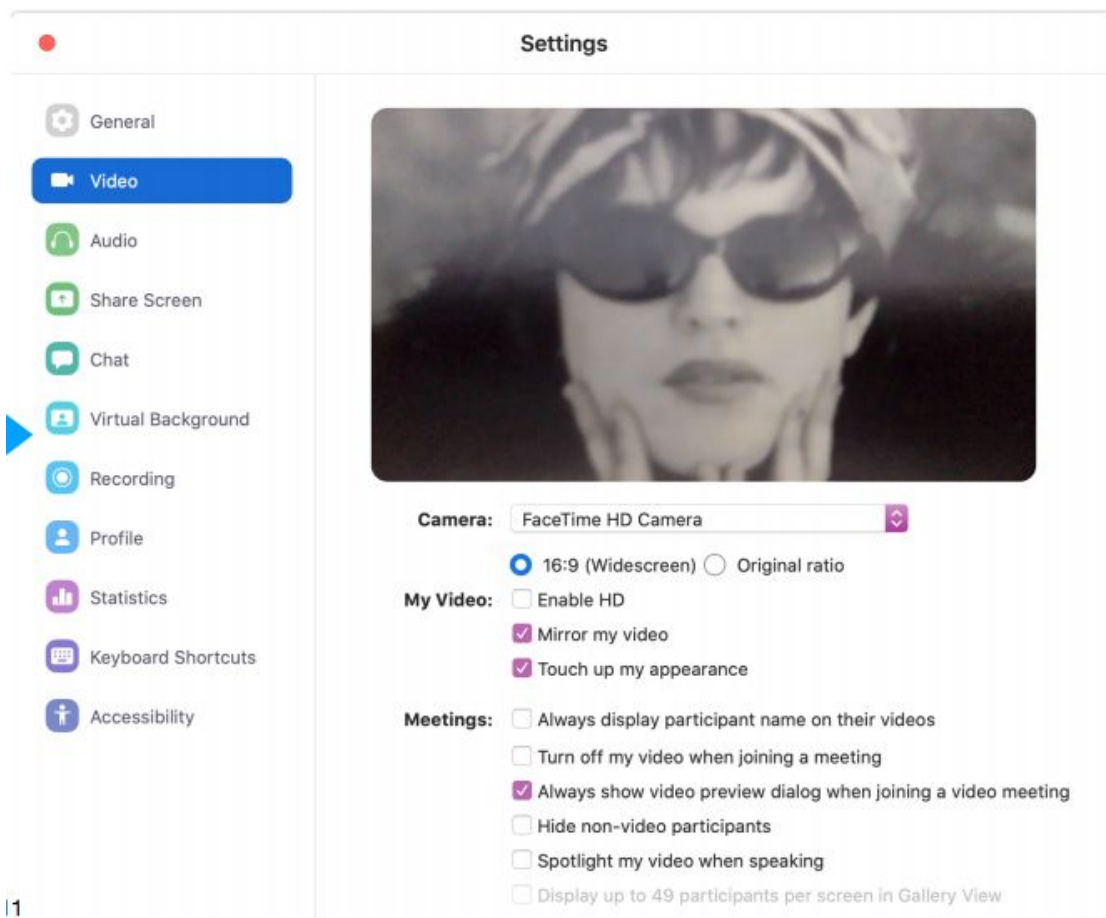 Settings
General
Video
Audio
Share Screen
Chat
Virtual Background
Recording
Profile
Statistics
Keyboard Shortcuts
Accessibility
Camera: FaceTime HD Camera
16:9 (Widescreen) Original ratio
My Video: Enable HD
Mirror my video
Touch up my appearance
Meetings: Always display participant name on their videos
Turn off my video when joining a meeting
Always show video preview dialog when joining a video meeting
Hide non-video participants
Spotlight my video when speaking
Display up to 49 participants per screen in Gallery View